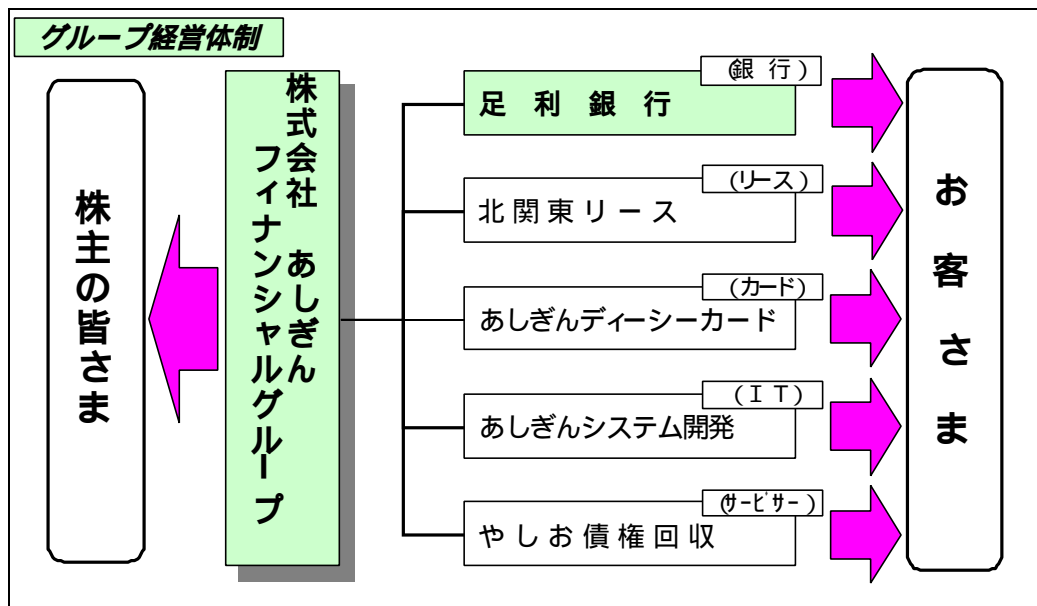 グループ経営体制
株主の皆さま
株式会社 あしぎん
フィナンシャルグループ
(銀 行)
足 利 銀 行
(リース)
北関東リース
(カード)
あしぎんディーシーカード
(ＩＴ)
あしぎんシステム開発
(サービサー)
やしお債権回収
お客さま